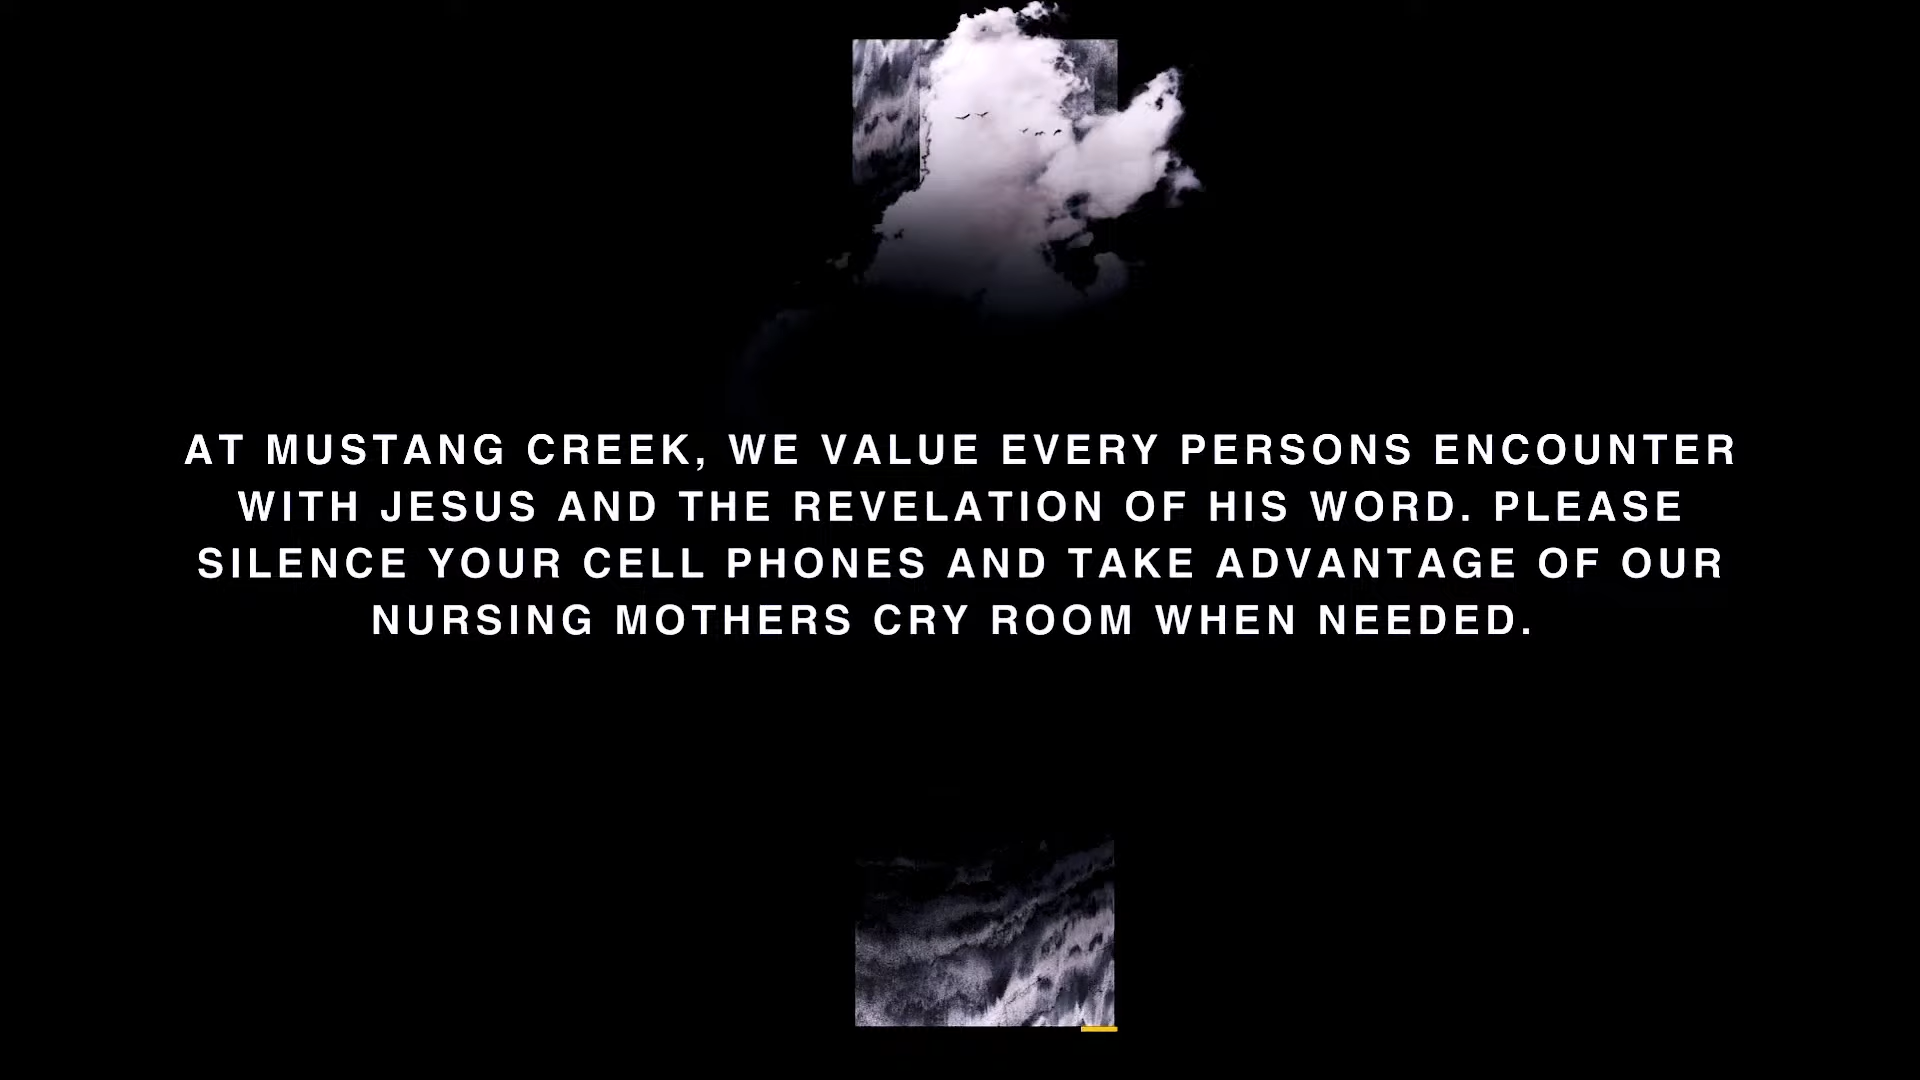 AT MUSTANG CREEK, WE VALUE EVERY PERSONS ENCOUNTER
WITH JESUS AND THE REVELATION OF HIS WORD. PLEASE
SILENCE YOUR CELL PHONES AND TAKE ADVANTAGE OF OUR
NURSING MOTHERS CRY ROOM WHEN NEEDED.